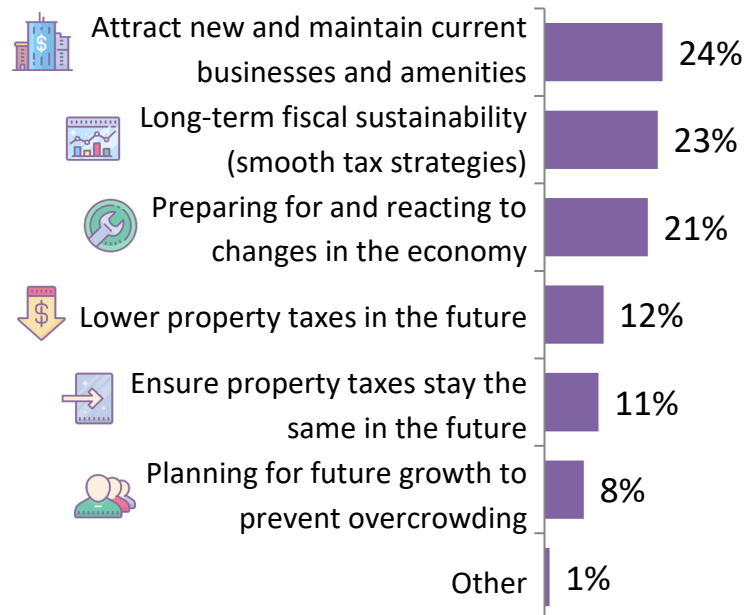 Attract new and maintain current
businesses and amenities
24%
Long-term fiscal sustainability
(smooth tax strategies)
23%
Preparing for and reacting to
changes in the economy
21%
Lower property taxes in the future
12%
Ensure property taxes stay the
same in the future
11%
Planning for future growth to
prevent overcrowding
8%
Other
1%